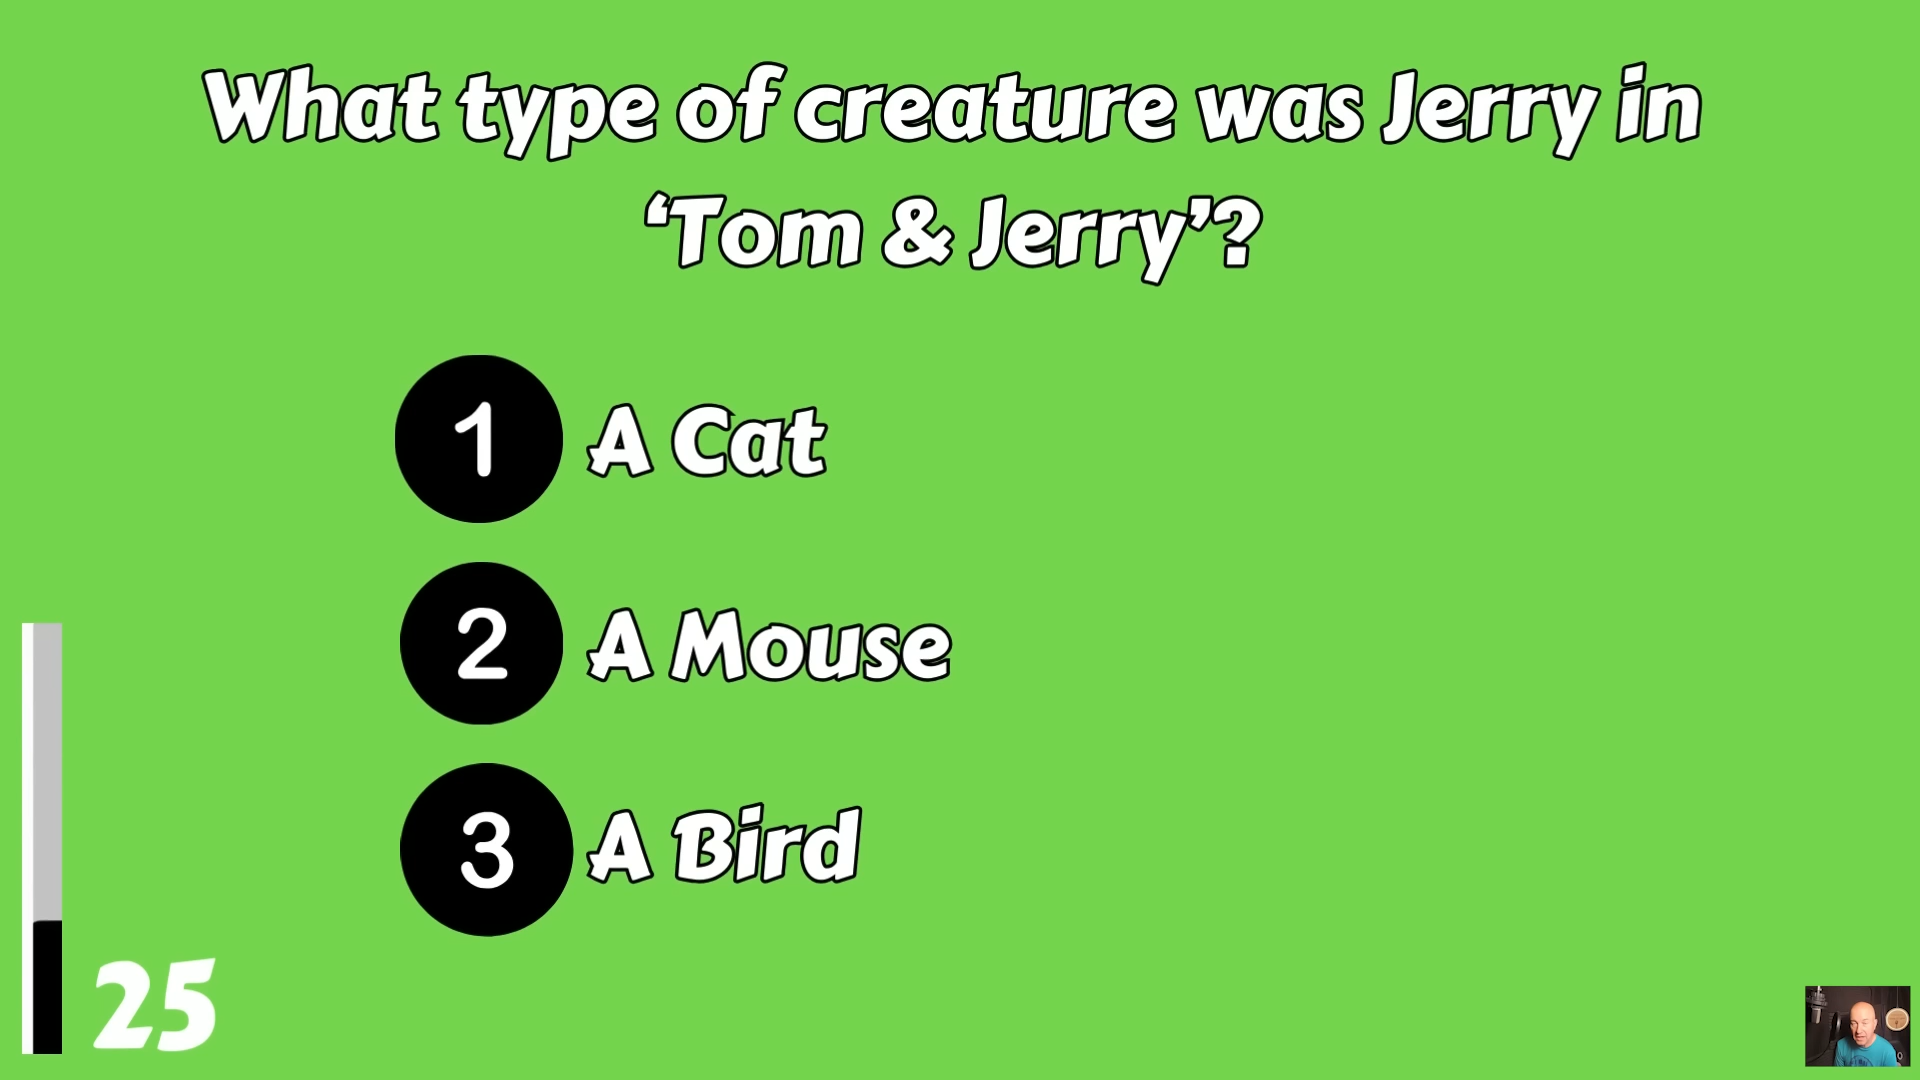 What type of creature was Jerry in
‘Tom & Jerry’?
1 A Cat
2 A Mouse
3 A Bird
25